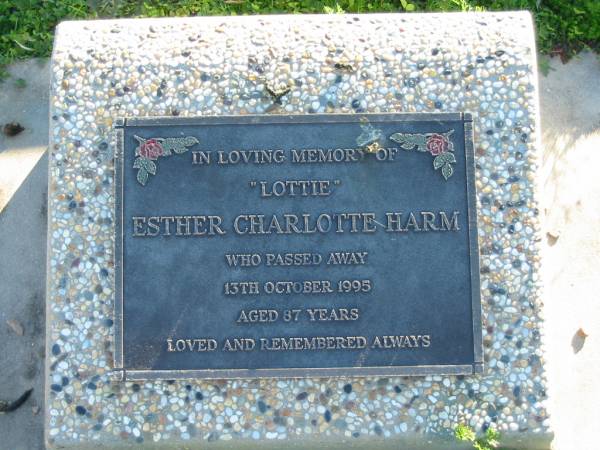 IN LOVING MEMORY OF
"LOTTIE"
ESTHER CHARLOTTE HARM
WHO PASSED AWAY
13TH OCTOBER 1995
AGED 87 YEARS
LOVED AND REMEMBERED ALWAYS